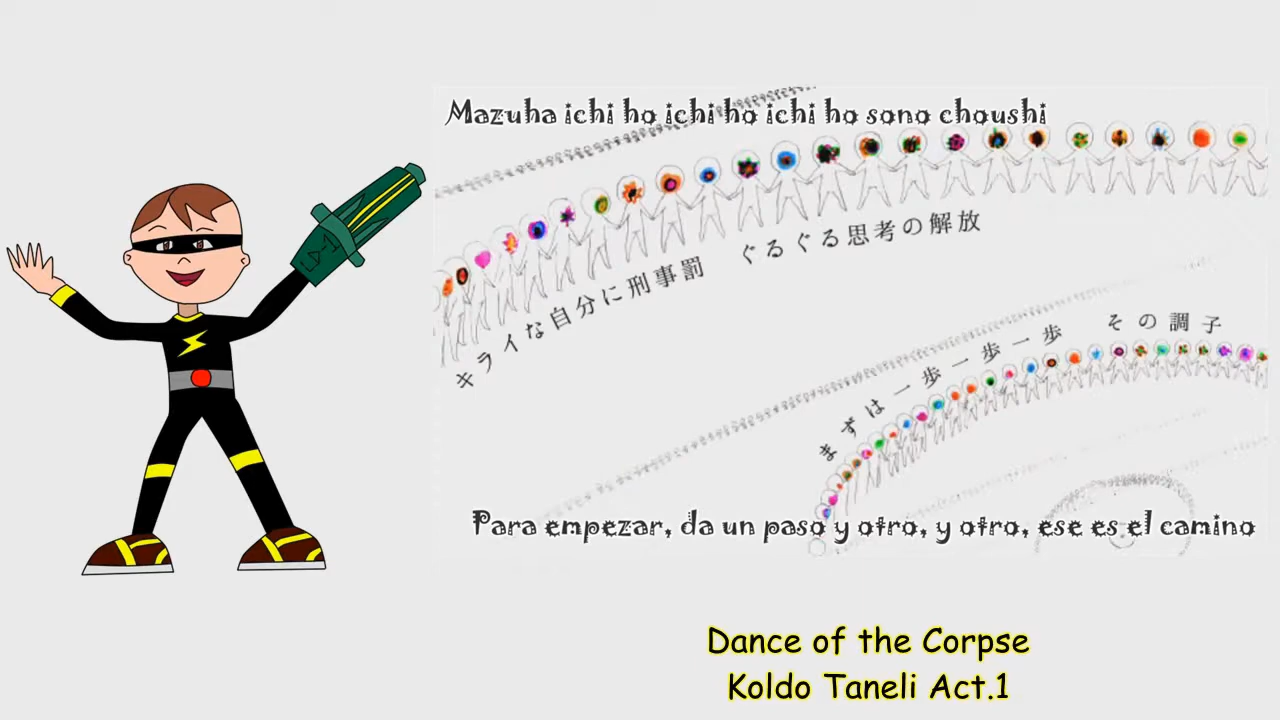 Mazuha ichi ho ichi ho ichi ho sono choushi
キライな自分に刑事罰　ぐるぐる思考の解放
まずは一歩一歩一歩　その調子
Para empezar, da un paso y otro, y otro, ese es el camino
Dance of the Corpse
Koldo Taneli Act.1